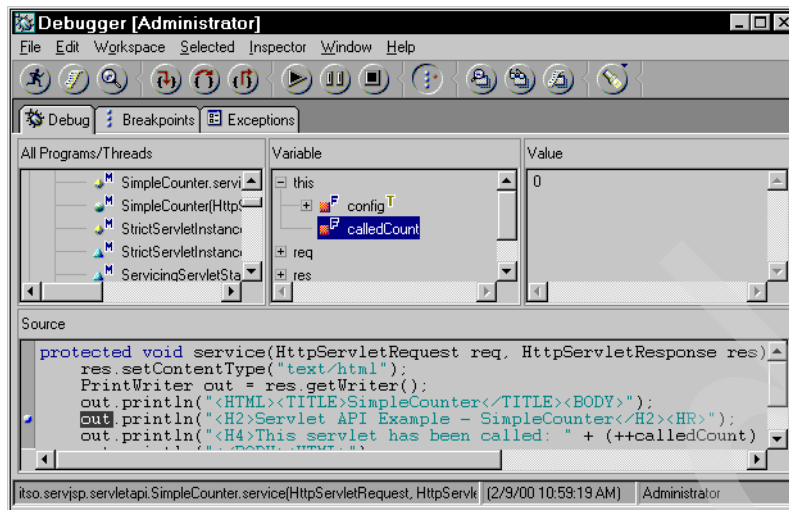 Debugger [Administrator]
File Edit Workspace Selected Inspector Window Help
Debug Breakpoints Exceptions
All Programs/Threads Variable Value
SimpleCounter.servi
SimpleCounter(Http
StrictServletInstanc
StrictServletInstanc
ServicingServletSta
this
config
calledCount
req
res
0
Source
protected void service(HttpServletRequest req, HttpServletResponse res)
res.setContentType("text/html");
PrintWriter out = res.getWriter();
out.println("<HTML><TITLE>SimpleCounter</TITLE><BODY>");
out.println("<H2>Servlet API Example - SimpleCounter</H2><HR>");
out.println("<H4>This servlet has been called: " + (++calledCount)
itso.servjsp.servletapi.SimpleCounter.service(HttpServletRequest, HttpServle (2/9/00 10:59:19 AM) Administrator